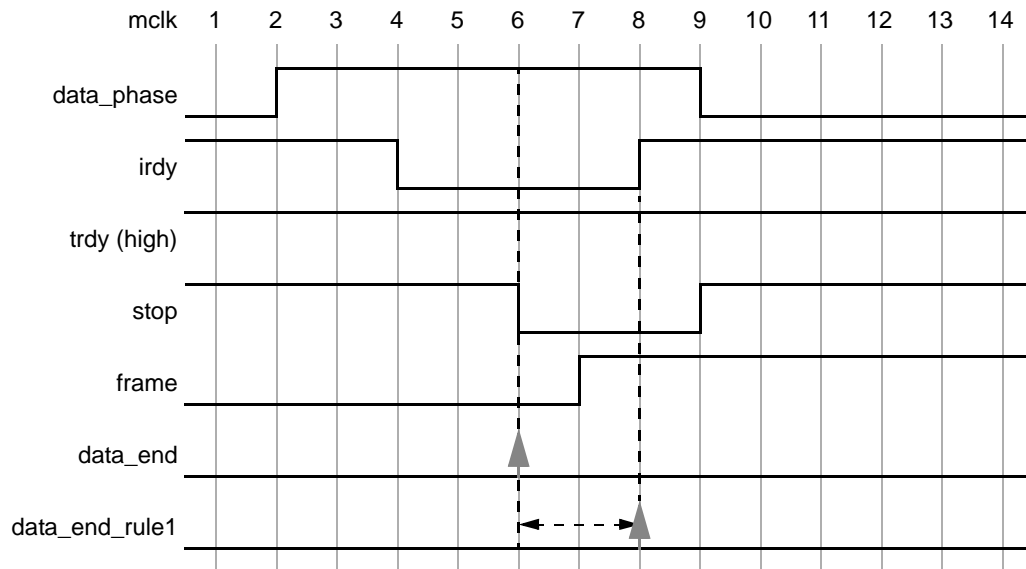 mclk 1 2 3 4 5 6 7 8 9 10 11 12 13 14
data_phase
irdy
trdy (high)
stop
frame
data_end
data_end_rule1